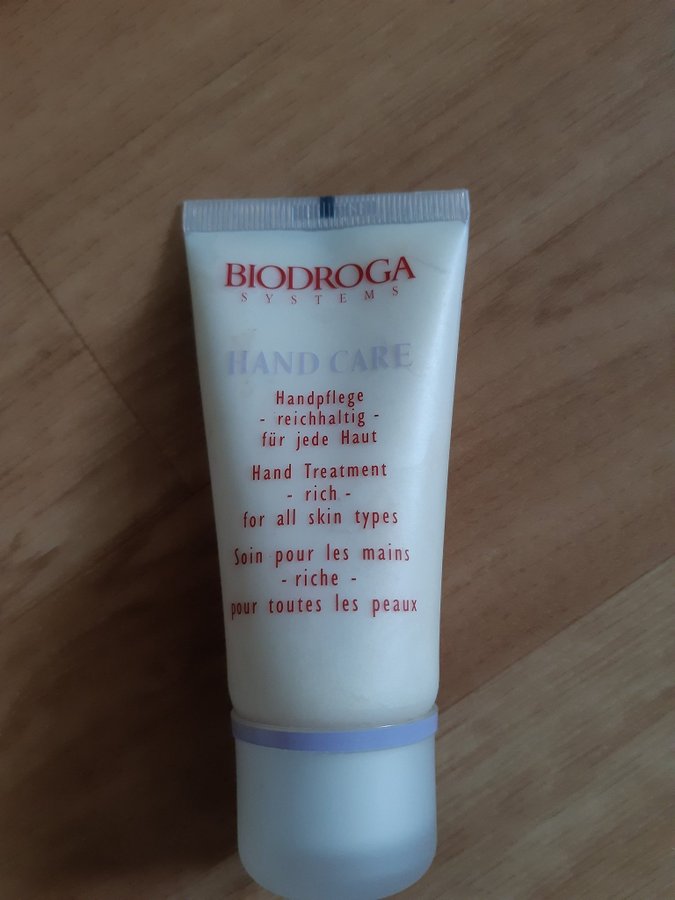 BIODROGA
SYSTEMS
HAND CARE
Handpflege
- reichhaltig -
für jede Haut
Hand Treatment
- rich -
for all skin types
Soin pour les mains
- riche -
pour toutes les peaux